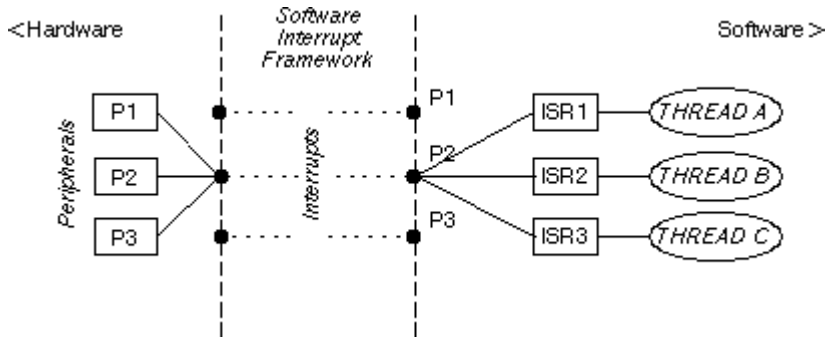 <Hardware
Software
Interrupt
Framework
Software>
Peripherals
P1
P2
P3
Interrupts
P1
P2
P3
ISR1
THREAD A
ISR2
THREAD B
ISR3
THREAD C